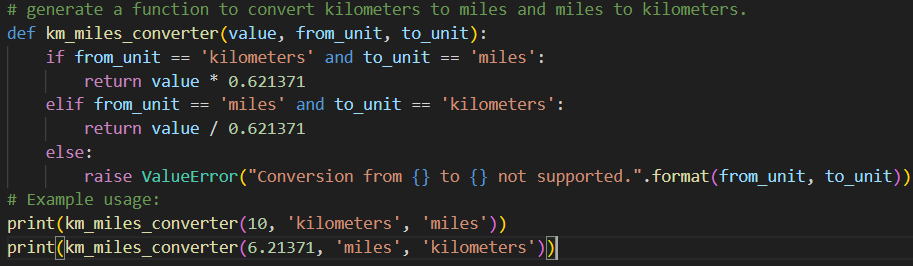 # generate a function to convert kilometers to miles and miles to kilometers.
def km_miles_converter(value, from_unit, to_unit):
    if from_unit == 'kilometers' and to_unit == 'miles':
        return value * 0.621371
    elif from_unit == 'miles' and to_unit == 'kilometers':
        return value / 0.621371
    else:
        raise ValueError("Conversion from {} to {} not supported.".format(from_unit, to_unit))
# Example usage:
print(km_miles_converter(10, 'kilometers', 'miles'))
print(km_miles_converter(6.21371, 'miles', 'kilometers'))